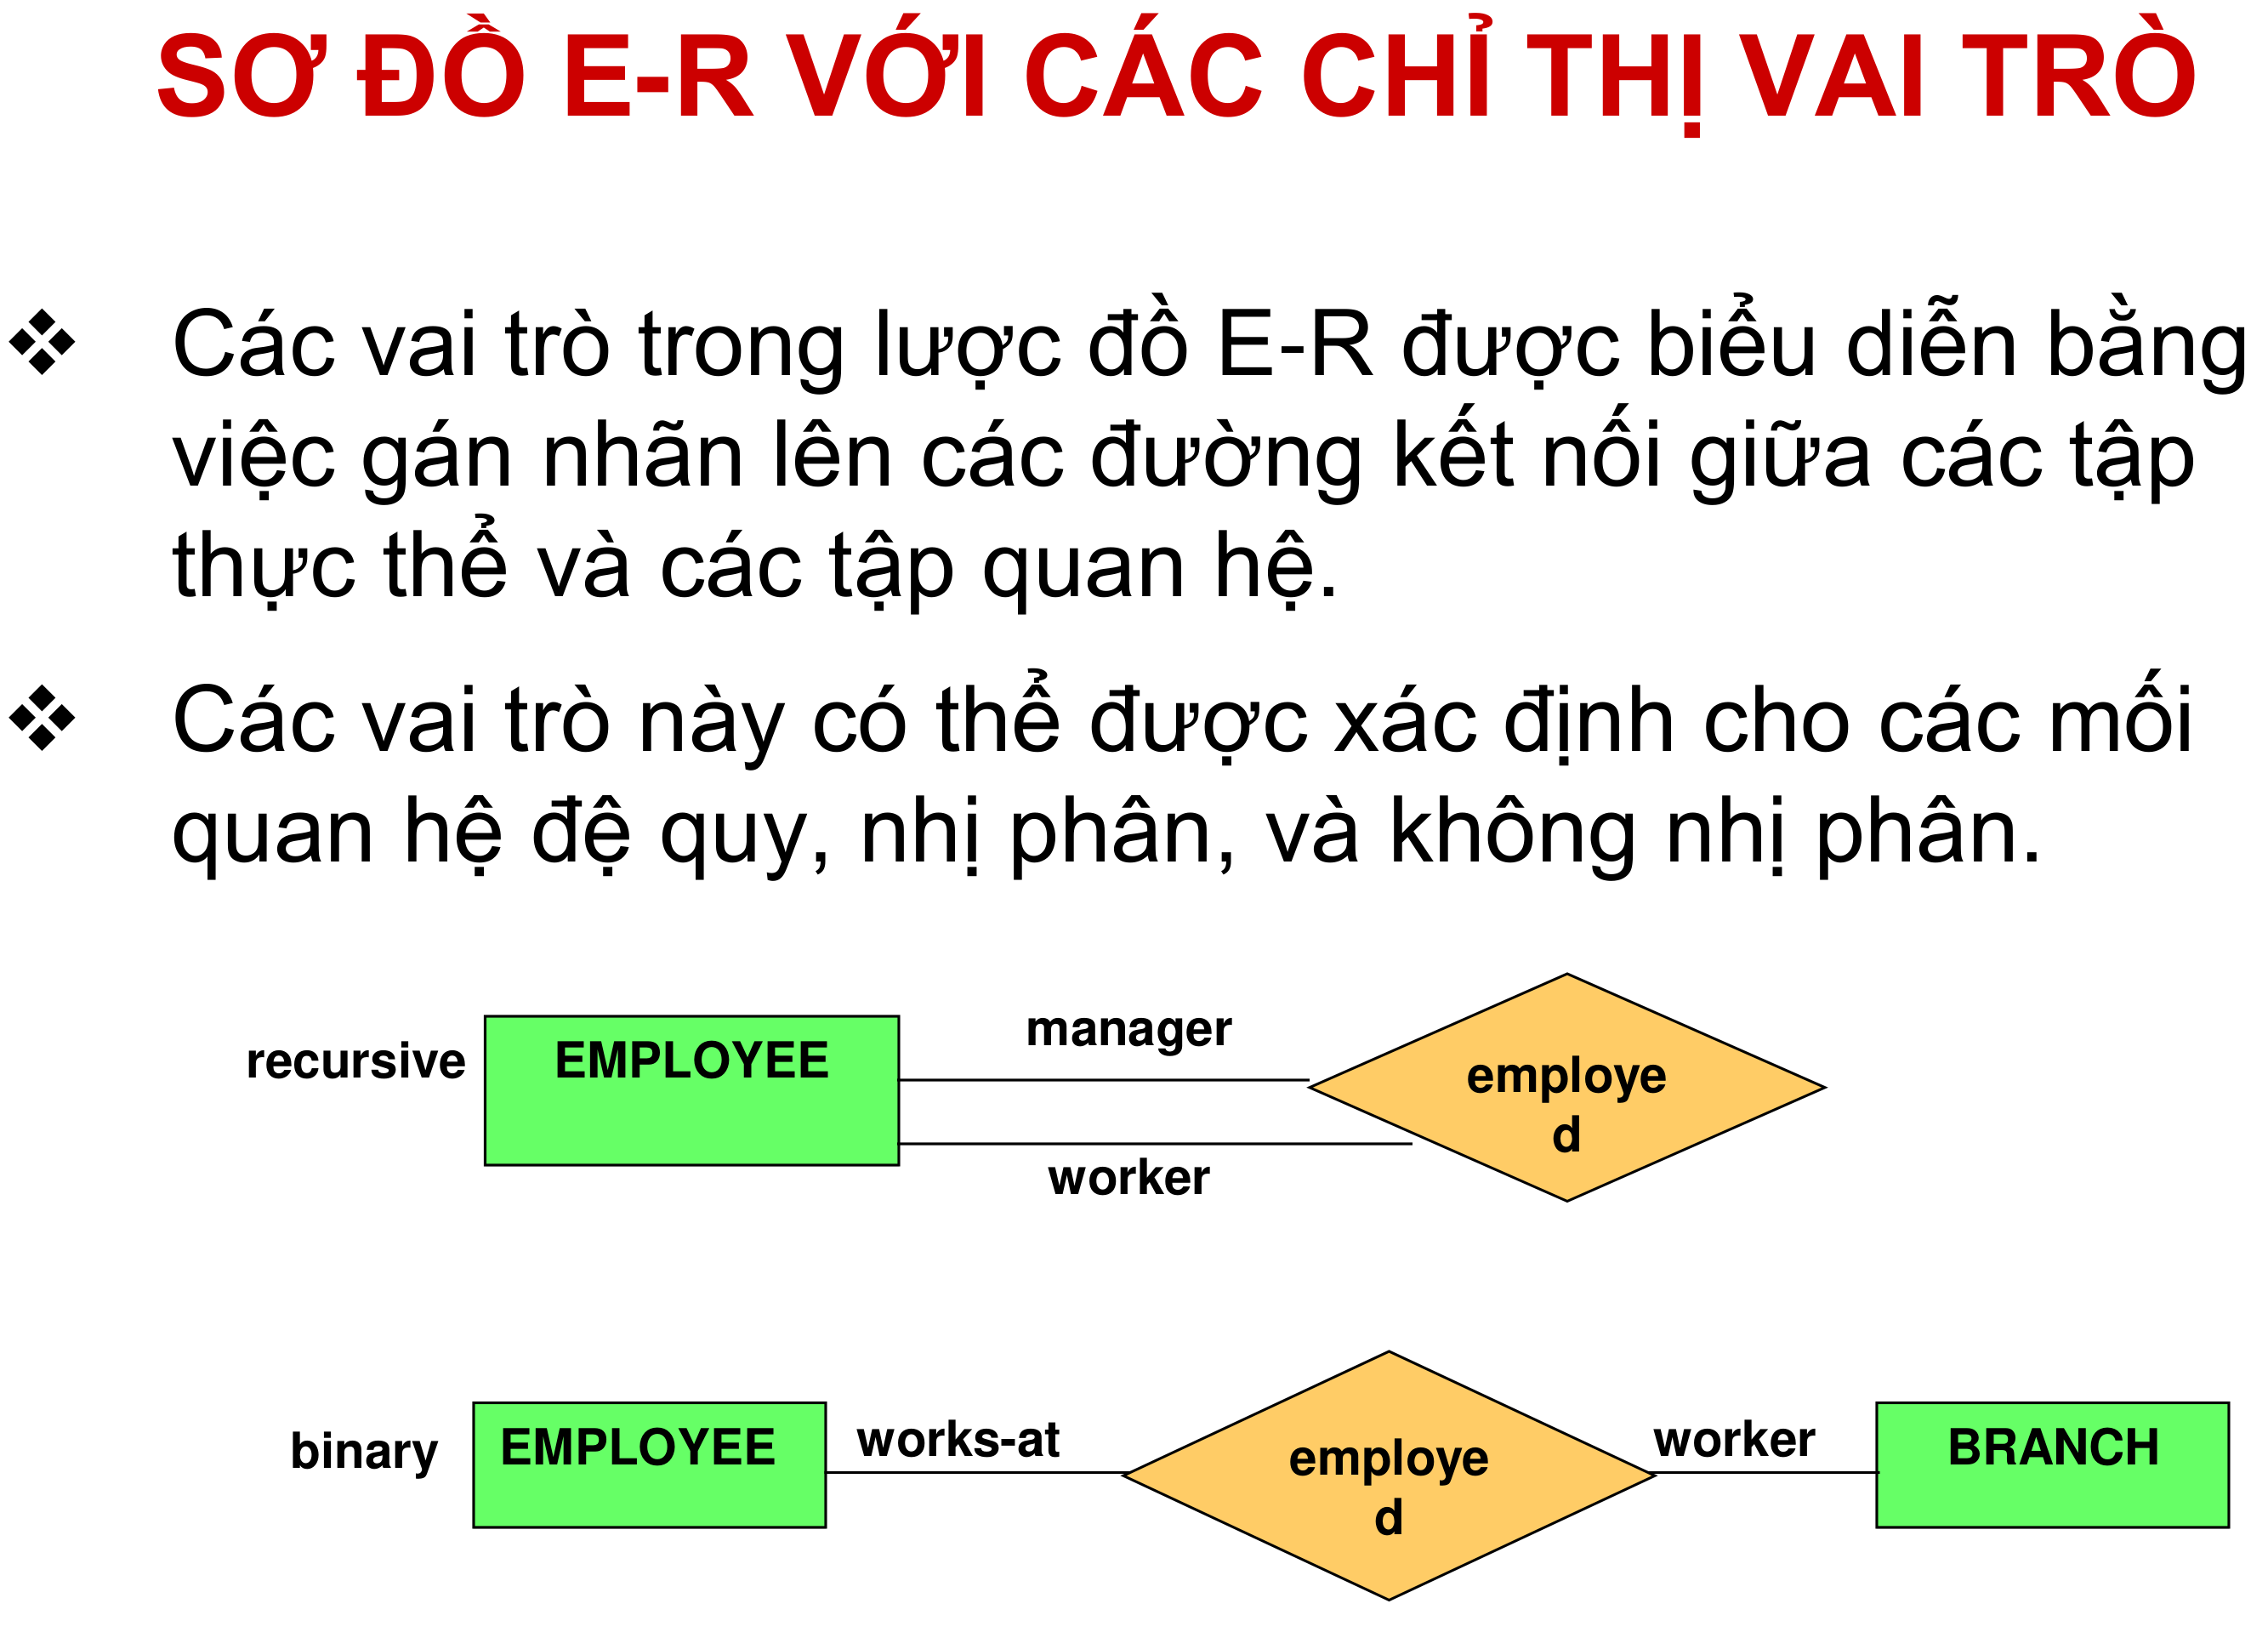 SƠ ĐỒ E-R VỚI CÁC CHỈ THỊ VAI TRÒ
❖ Các vai trò trong lược đồ E-R được biểu diễn bằng
việc gán nhãn lên các đường kết nối giữa các tập
thực thể và các tập quan hệ.
❖ Các vai trò này có thể được xác định cho các mối
quan hệ đệ quy, nhị phân, và không nhị phân.
recursive
EMPLOYEE
manager
worker
employe
d
binary
EMPLOYEE
works-at
employe
d
worker
BRANCH